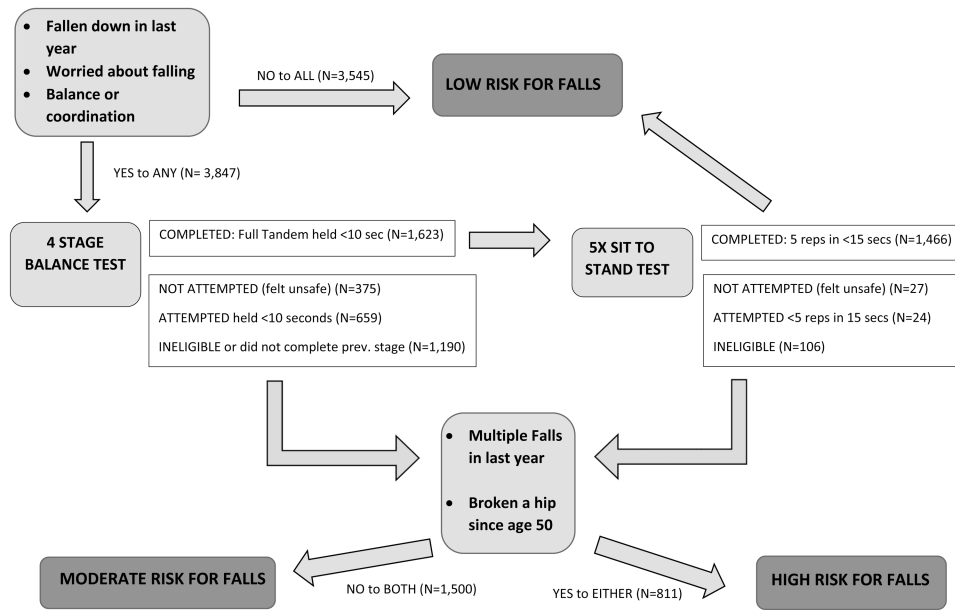 • Fallen down in last
year
• Worried about falling
• Balance or
coordination
NO to ALL (N=3,545)
LOW RISK FOR FALLS
YES to ANY (N= 3,847)
4 STAGE
BALANCE TEST
COMPLETED: Full Tandem held <10 sec (N=1,623)
NOT ATTEMPTED (felt unsafe) (N=375)
ATTEMPTED held <10 seconds (N=659)
INELIGIBLE or did not complete prev. stage (N=1,190)
5X SIT TO
STAND TEST
COMPLETED: 5 reps in <15 secs (N=1,466)
NOT ATTEMPTED (felt unsafe) (N=27)
ATTEMPTED <5 reps in 15 secs (N=24)
INELIGIBLE (N=106)
• Multiple Falls
in last year
• Broken a hip
since age 50
MODERATE RISK FOR FALLS
NO to BOTH (N=1,500)
YES to EITHER (N=811)
HIGH RISK FOR FALLS